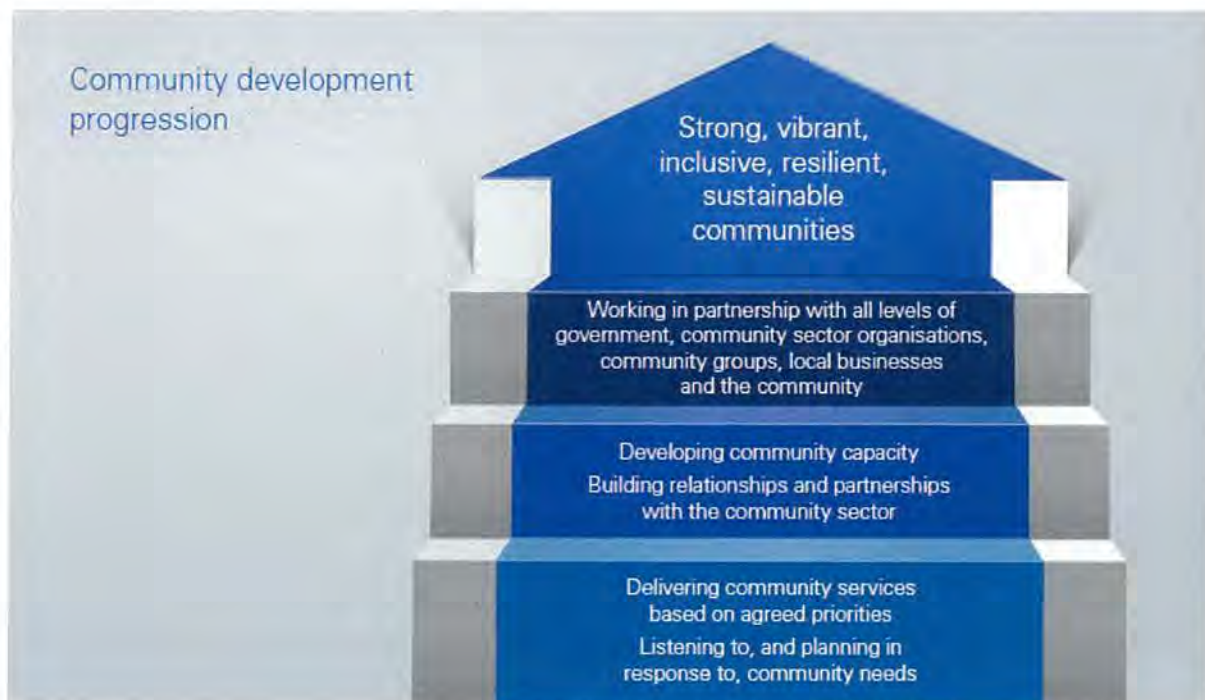 Community development
progression
Strong, vibrant,
inclusive, resilient,
sustainable
communities
Working in partnership with all levels of
government, community sector organisations,
community groups, local businesses
and the community
Developing community capacity
Building relationships and partnerships
with the community sector
Delivering community services
based on agreed priorities
Listening to, and planning in
response to, community needs